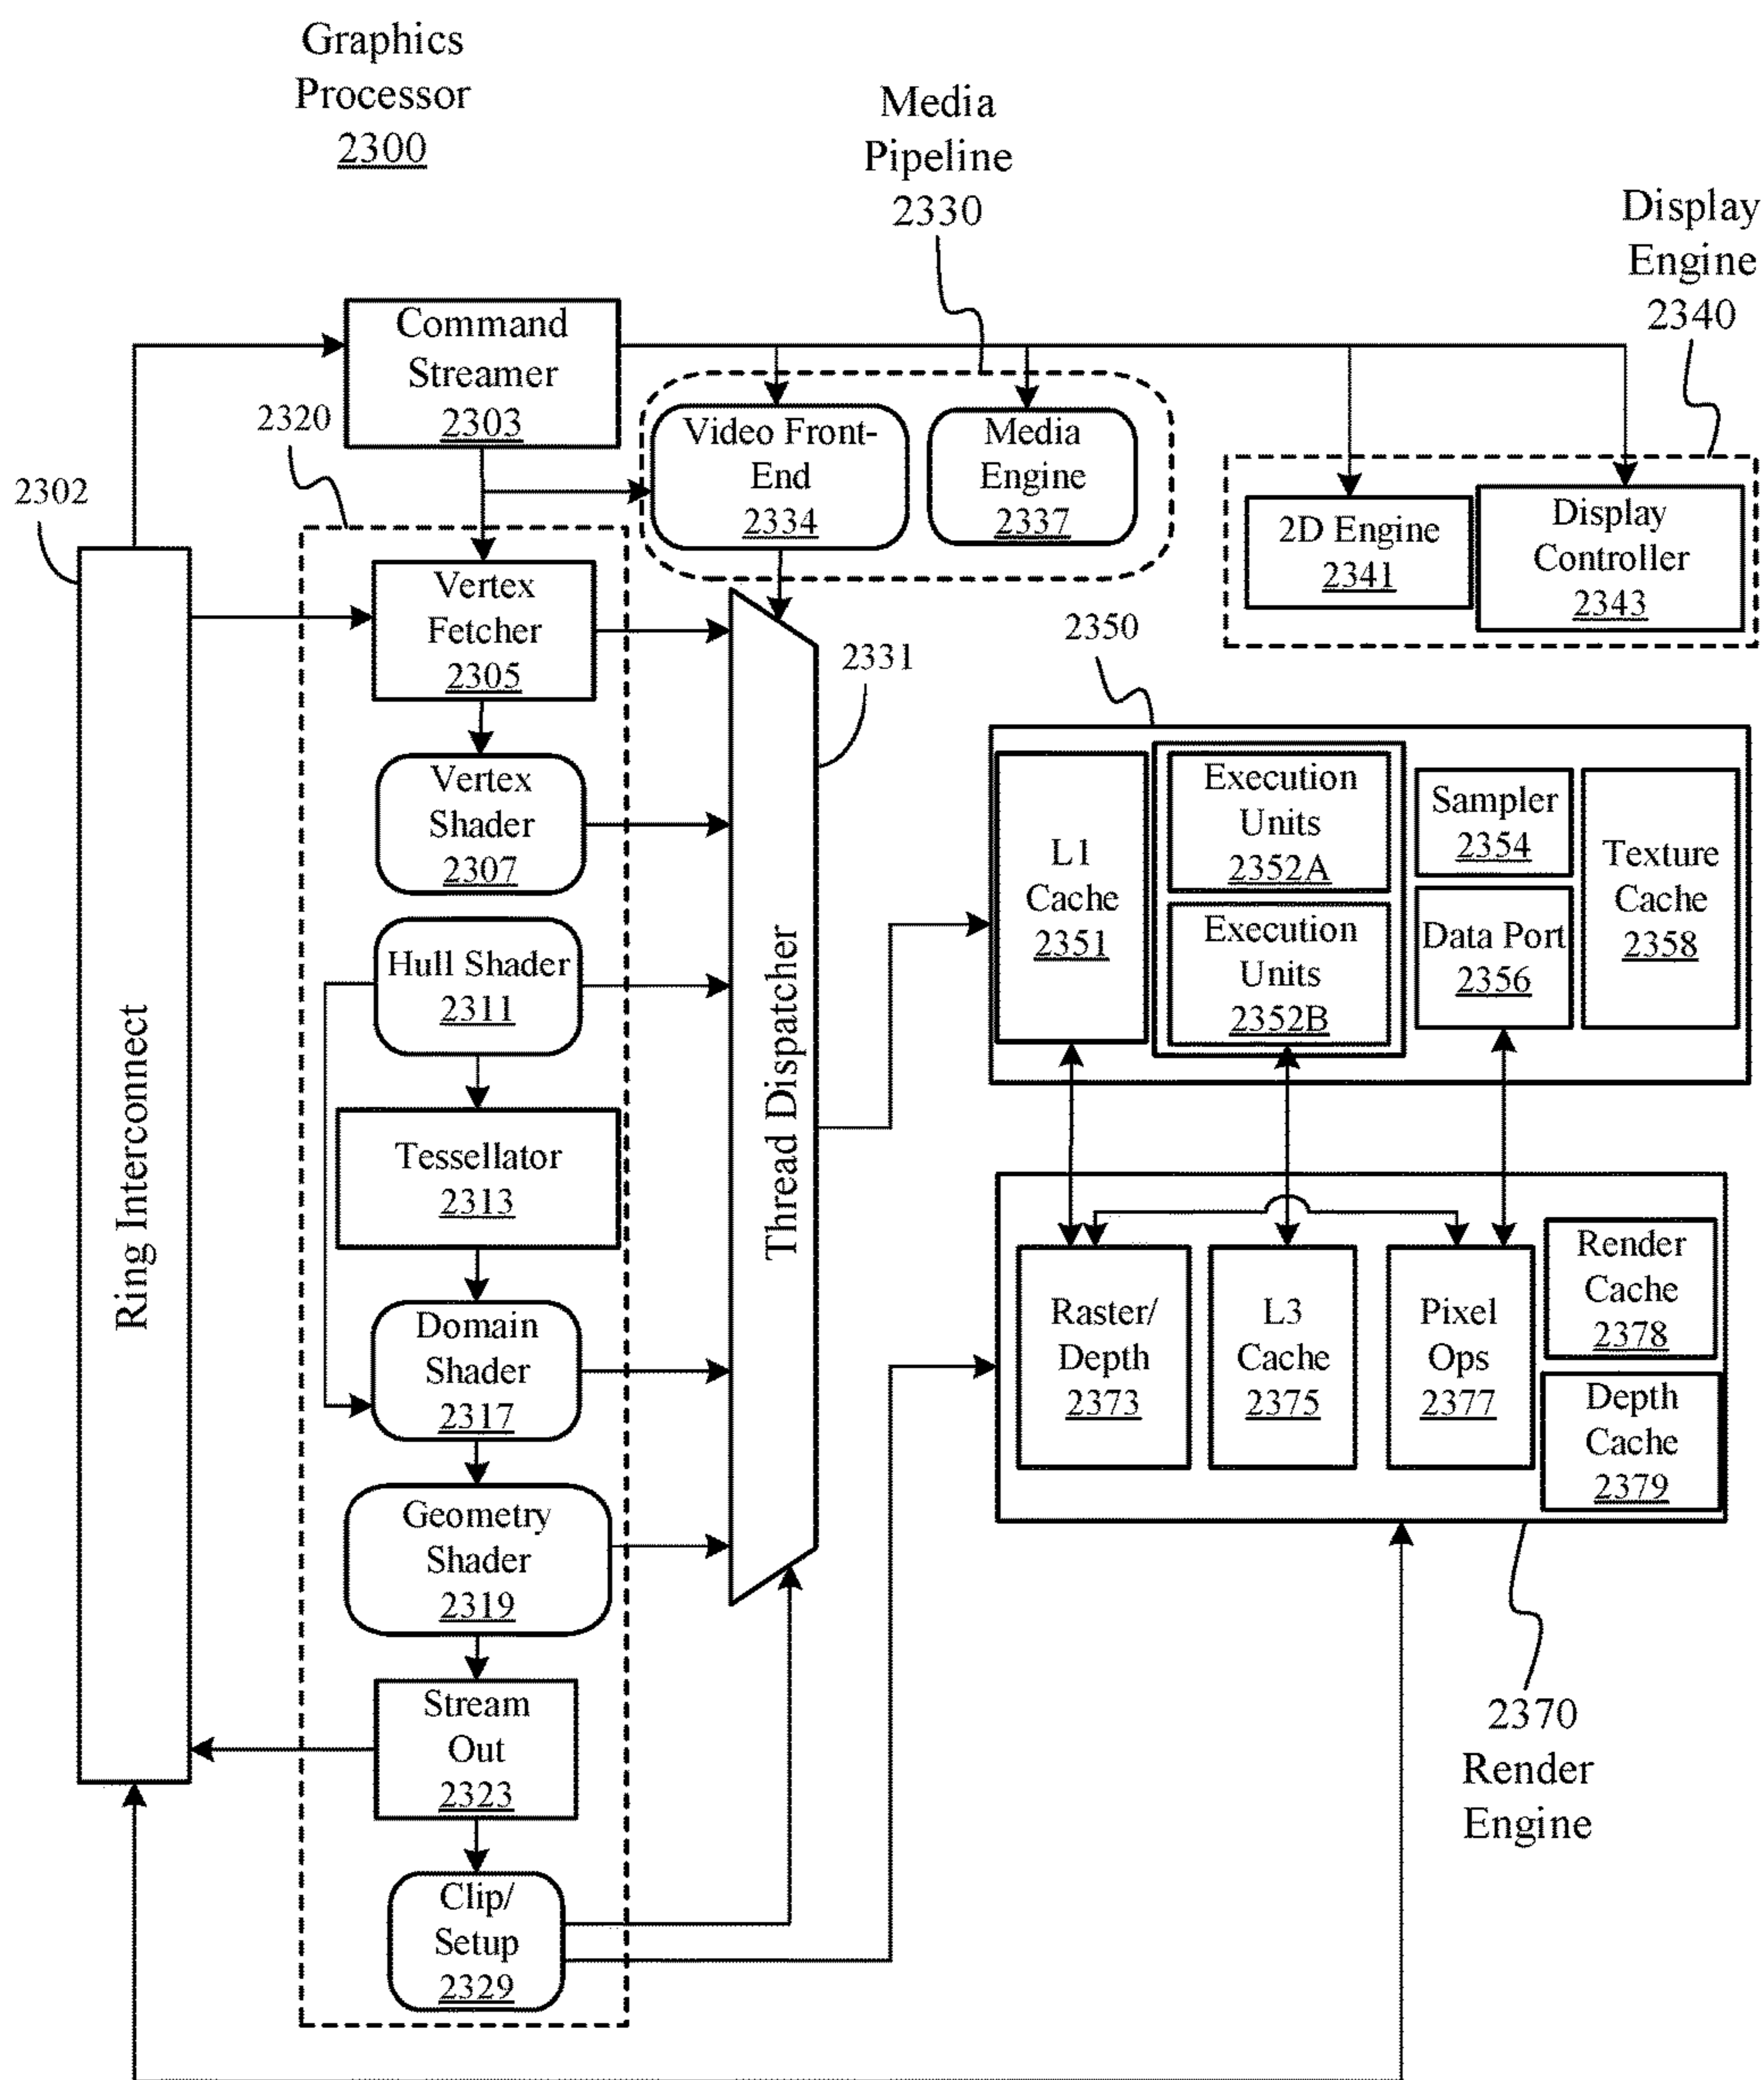 Graphics
Processor
2300
Media
Pipeline
2330
Display
Engine
2340
Command
Streamer
2303
2320
2302
Video Front-
End
2334
Media
Engine
2337
2D Engine
2341
Display
Controller
2343
Ring Interconnect
Vertex
Fetcher
2305
Vertex
Shader
2307
Hull Shader
2311
Tessellator
2313
Domain
Shader
2317
Geometry
Shader
2319
Stream
Out
2323
Clip/
Setup
2329
Thread Dispatcher
2331
2350
L1
Cache
2351
Execution
Units
2352A
Execution
Units
2352B
Sampler
2354
Data Port
2356
Texture
Cache
2358
Raster/
Depth
2373
L3
Cache
2375
Pixel
Ops
2377
Render
Cache
2378
Depth
Cache
2379
2370
Render
Engine